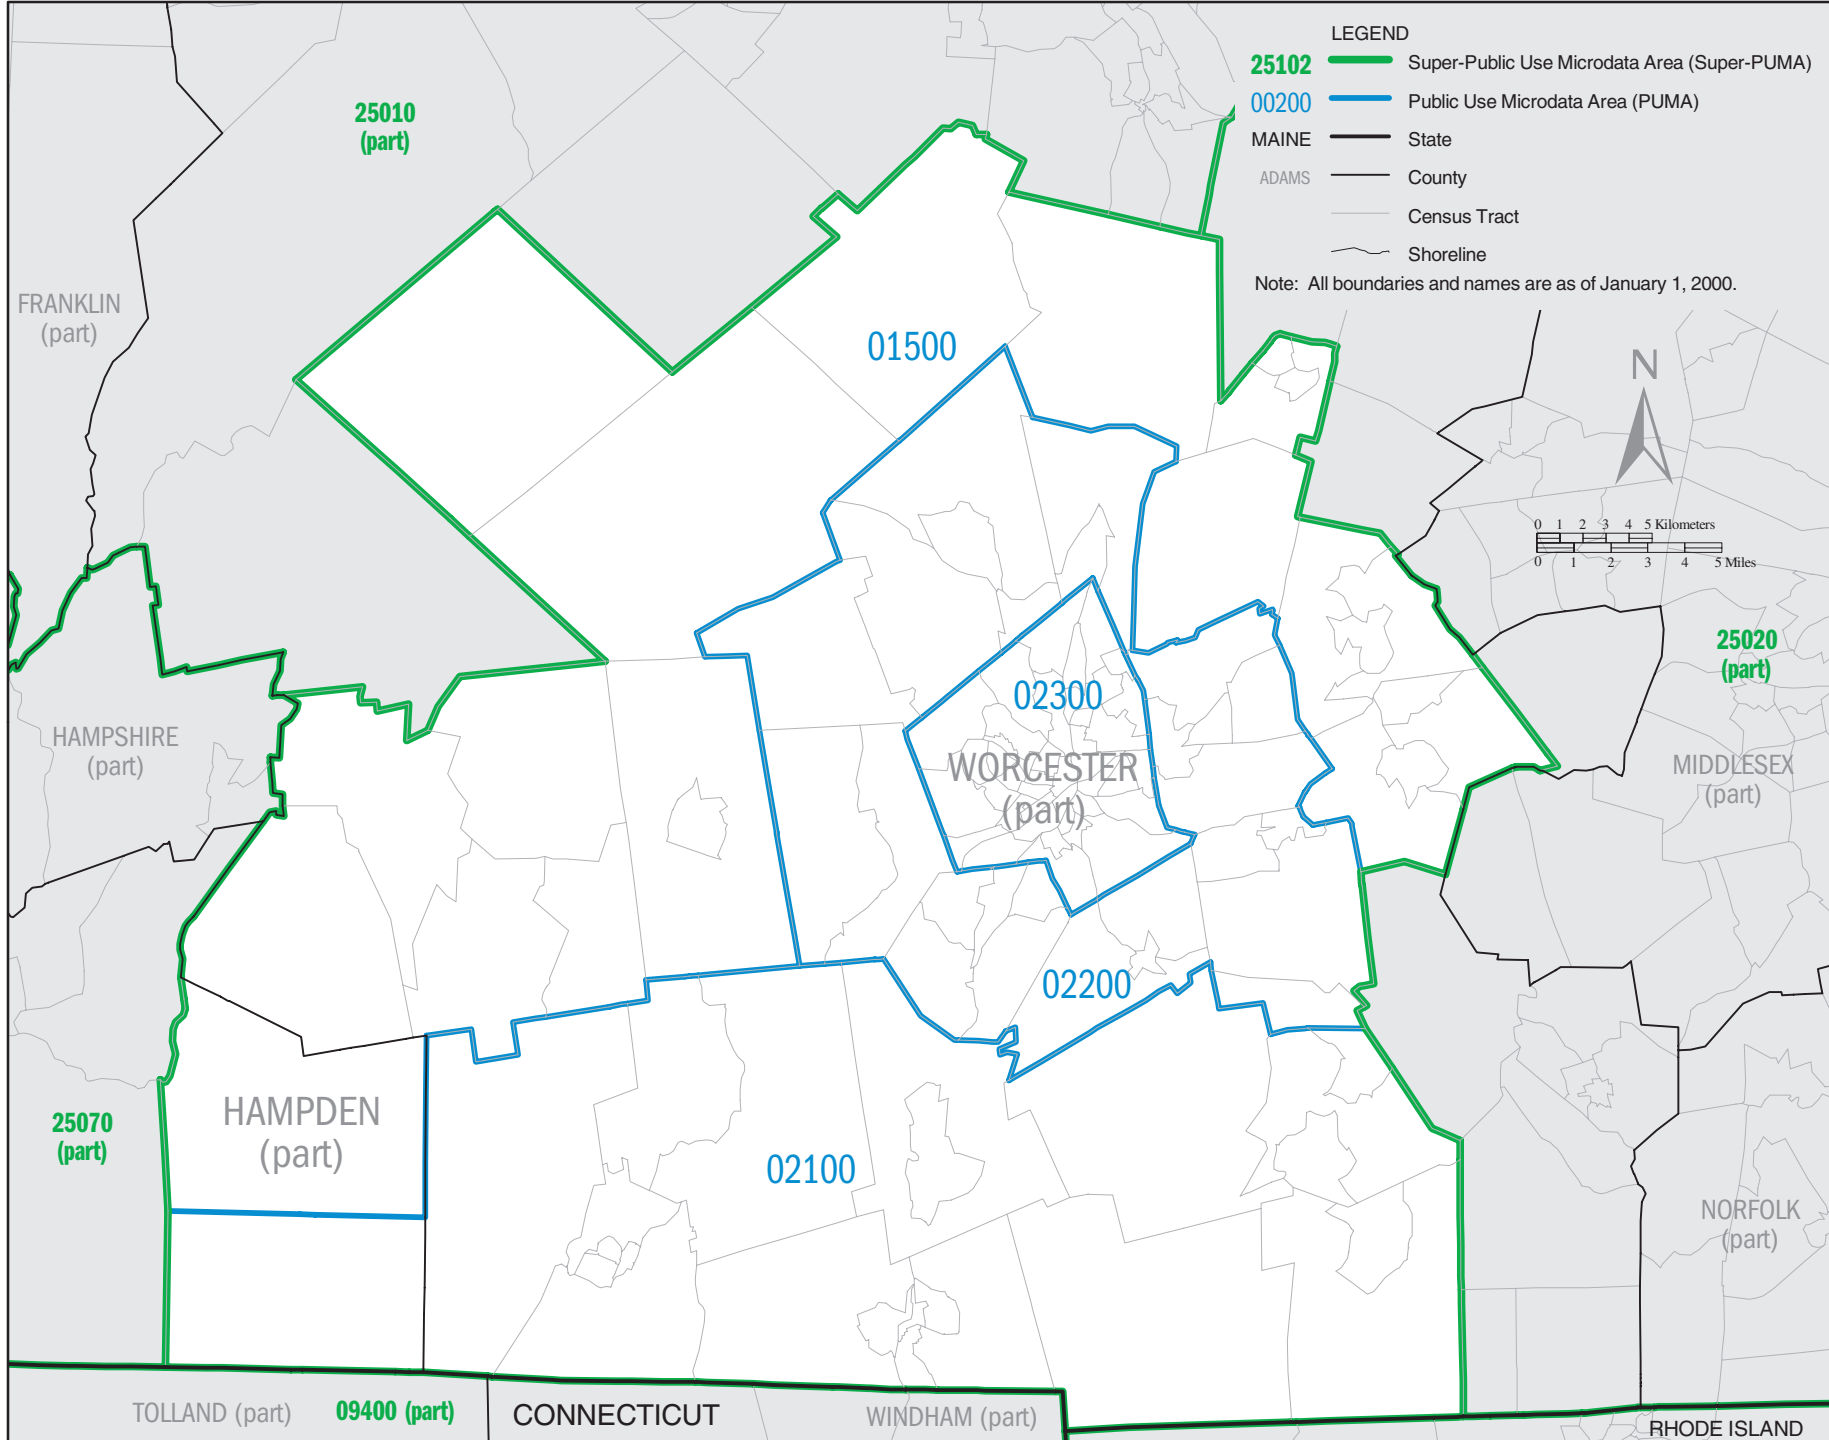 LEGEND
25102 Super-Public Use Microdata Area (Super-PUMA)
00200 Public Use Microdata Area (PUMA)
MAINE State
ADAMS County
Census Tract
Shoreline
Note: All boundaries and names are as of January 1, 2000.
25010
(part)
FRANKLIN
(part)
01500
N
0 1 2 3 4 5 Kilometers
0 1 2 3 4 5 Miles
25020
(part)
02300
HAMPSHIRE
(part)
WORCESTER
(part)
MIDDLESEX
(part)
02200
HAMPDEN
(part)
25070
(part)
02100
NORFOLK
(part)
TOLLAND (part)
09400 (part)
CONNECTICUT
WINDHAM (part)
RHODE ISLAND